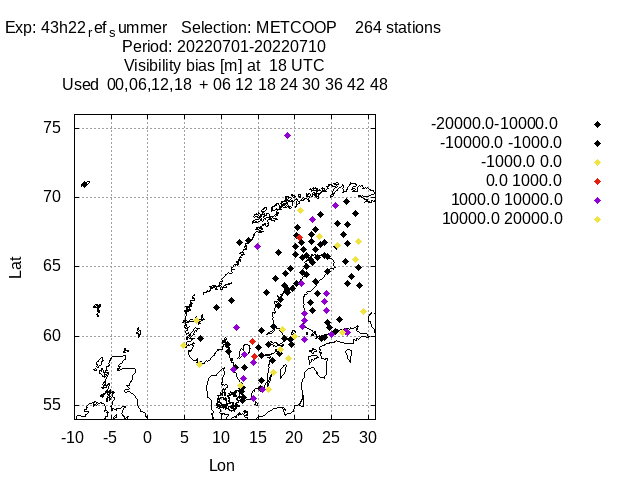 Exp: 43h22refsummer   Selection: METCOOP    264 stations
Period: 20220701-20220710
Visibility bias [m] at  18 UTC
Used  00,06,12,18  + 06 12 18 24 30 36 42 48
-20000.0-10000.0
-10000.0 -1000.0
-1000.0 0.0
0.0 1000.0
1000.0 10000.0
10000.0 20000.0
75
70
65
60
55
Lat
-10 -5 0 5 10 15 20 25 30
Lon